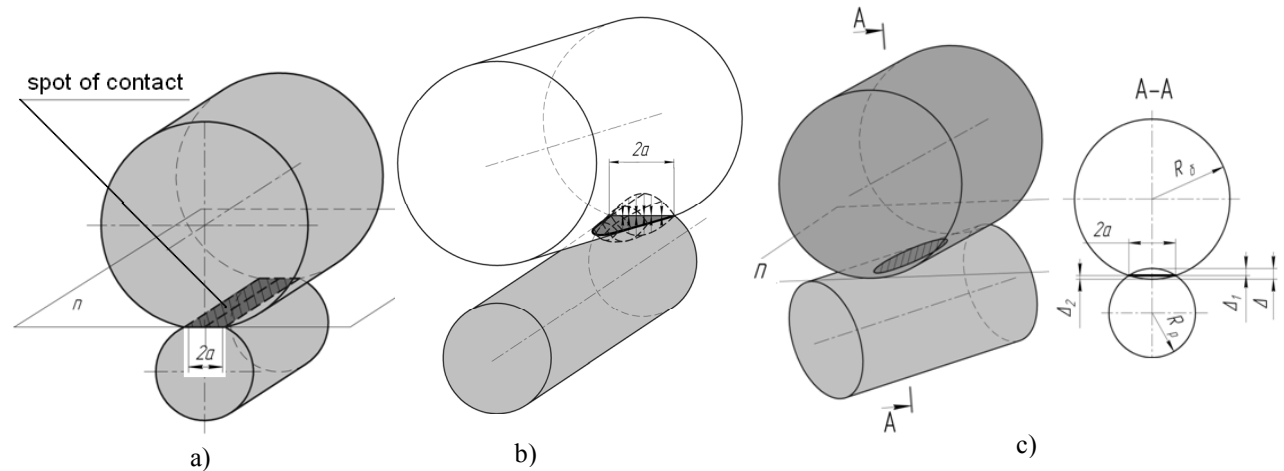 spot of contact
n
2a
a)
2a
b)
A
n
A
c)
A–A
R δ
2a
Δ₂
Δ₁
Δ
R р